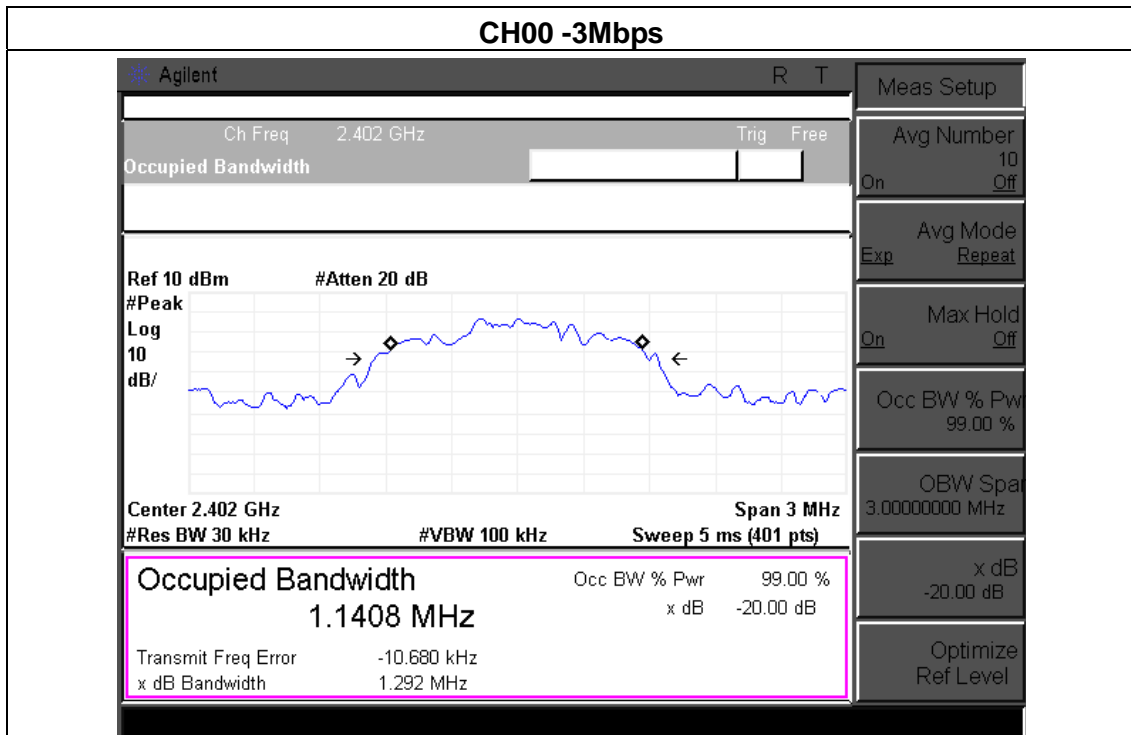 CH00 -3Mbps
Agilent R T
Meas Setup
Ch Freq 2.402 GHz Trig Free
Occupied Bandwidth
Avg Number
10
On Off
Avg Mode
Exp Repeat
Max Hold
On Off
Occ BW % Pwr
99.00 %
OBW Span
3.00000000 MHz
x dB
-20.00 dB
Optimize
Ref Level
Ref 10 dBm #Atten 20 dB
#Peak
Log
10
dB/
Center 2.402 GHz Span 3 MHz
#Res BW 30 kHz #VBW 100 kHz Sweep 5 ms (401 pts)
Occupied Bandwidth
1.1408 MHz
Occ BW % Pwr 99.00 %
x dB -20.00 dB
Transmit Freq Error -10.680 kHz
x dB Bandwidth 1.292 MHz